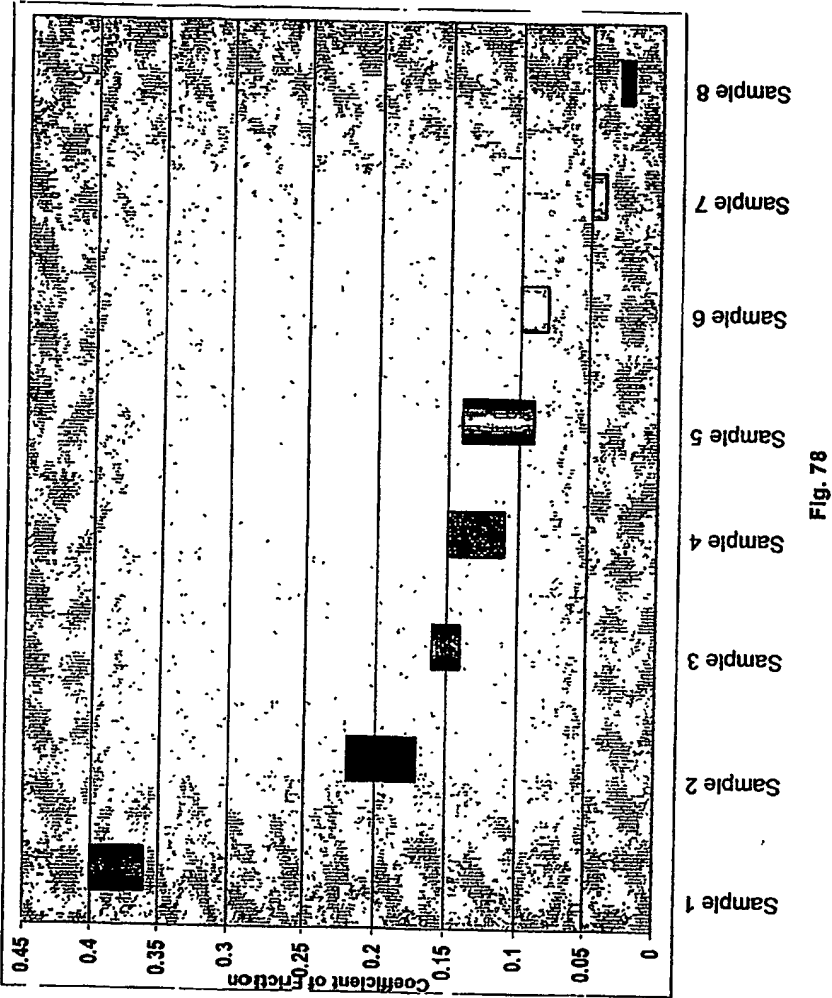 0.45
0.4
0.35
0.3
0.25
0.2
0.15
0.1
0.05
0
Coefficient of Friction
Sample 1
Sample 2
Sample 3
Sample 4
Sample 5
Sample 6
Sample 7
Sample 8
Fig. 78